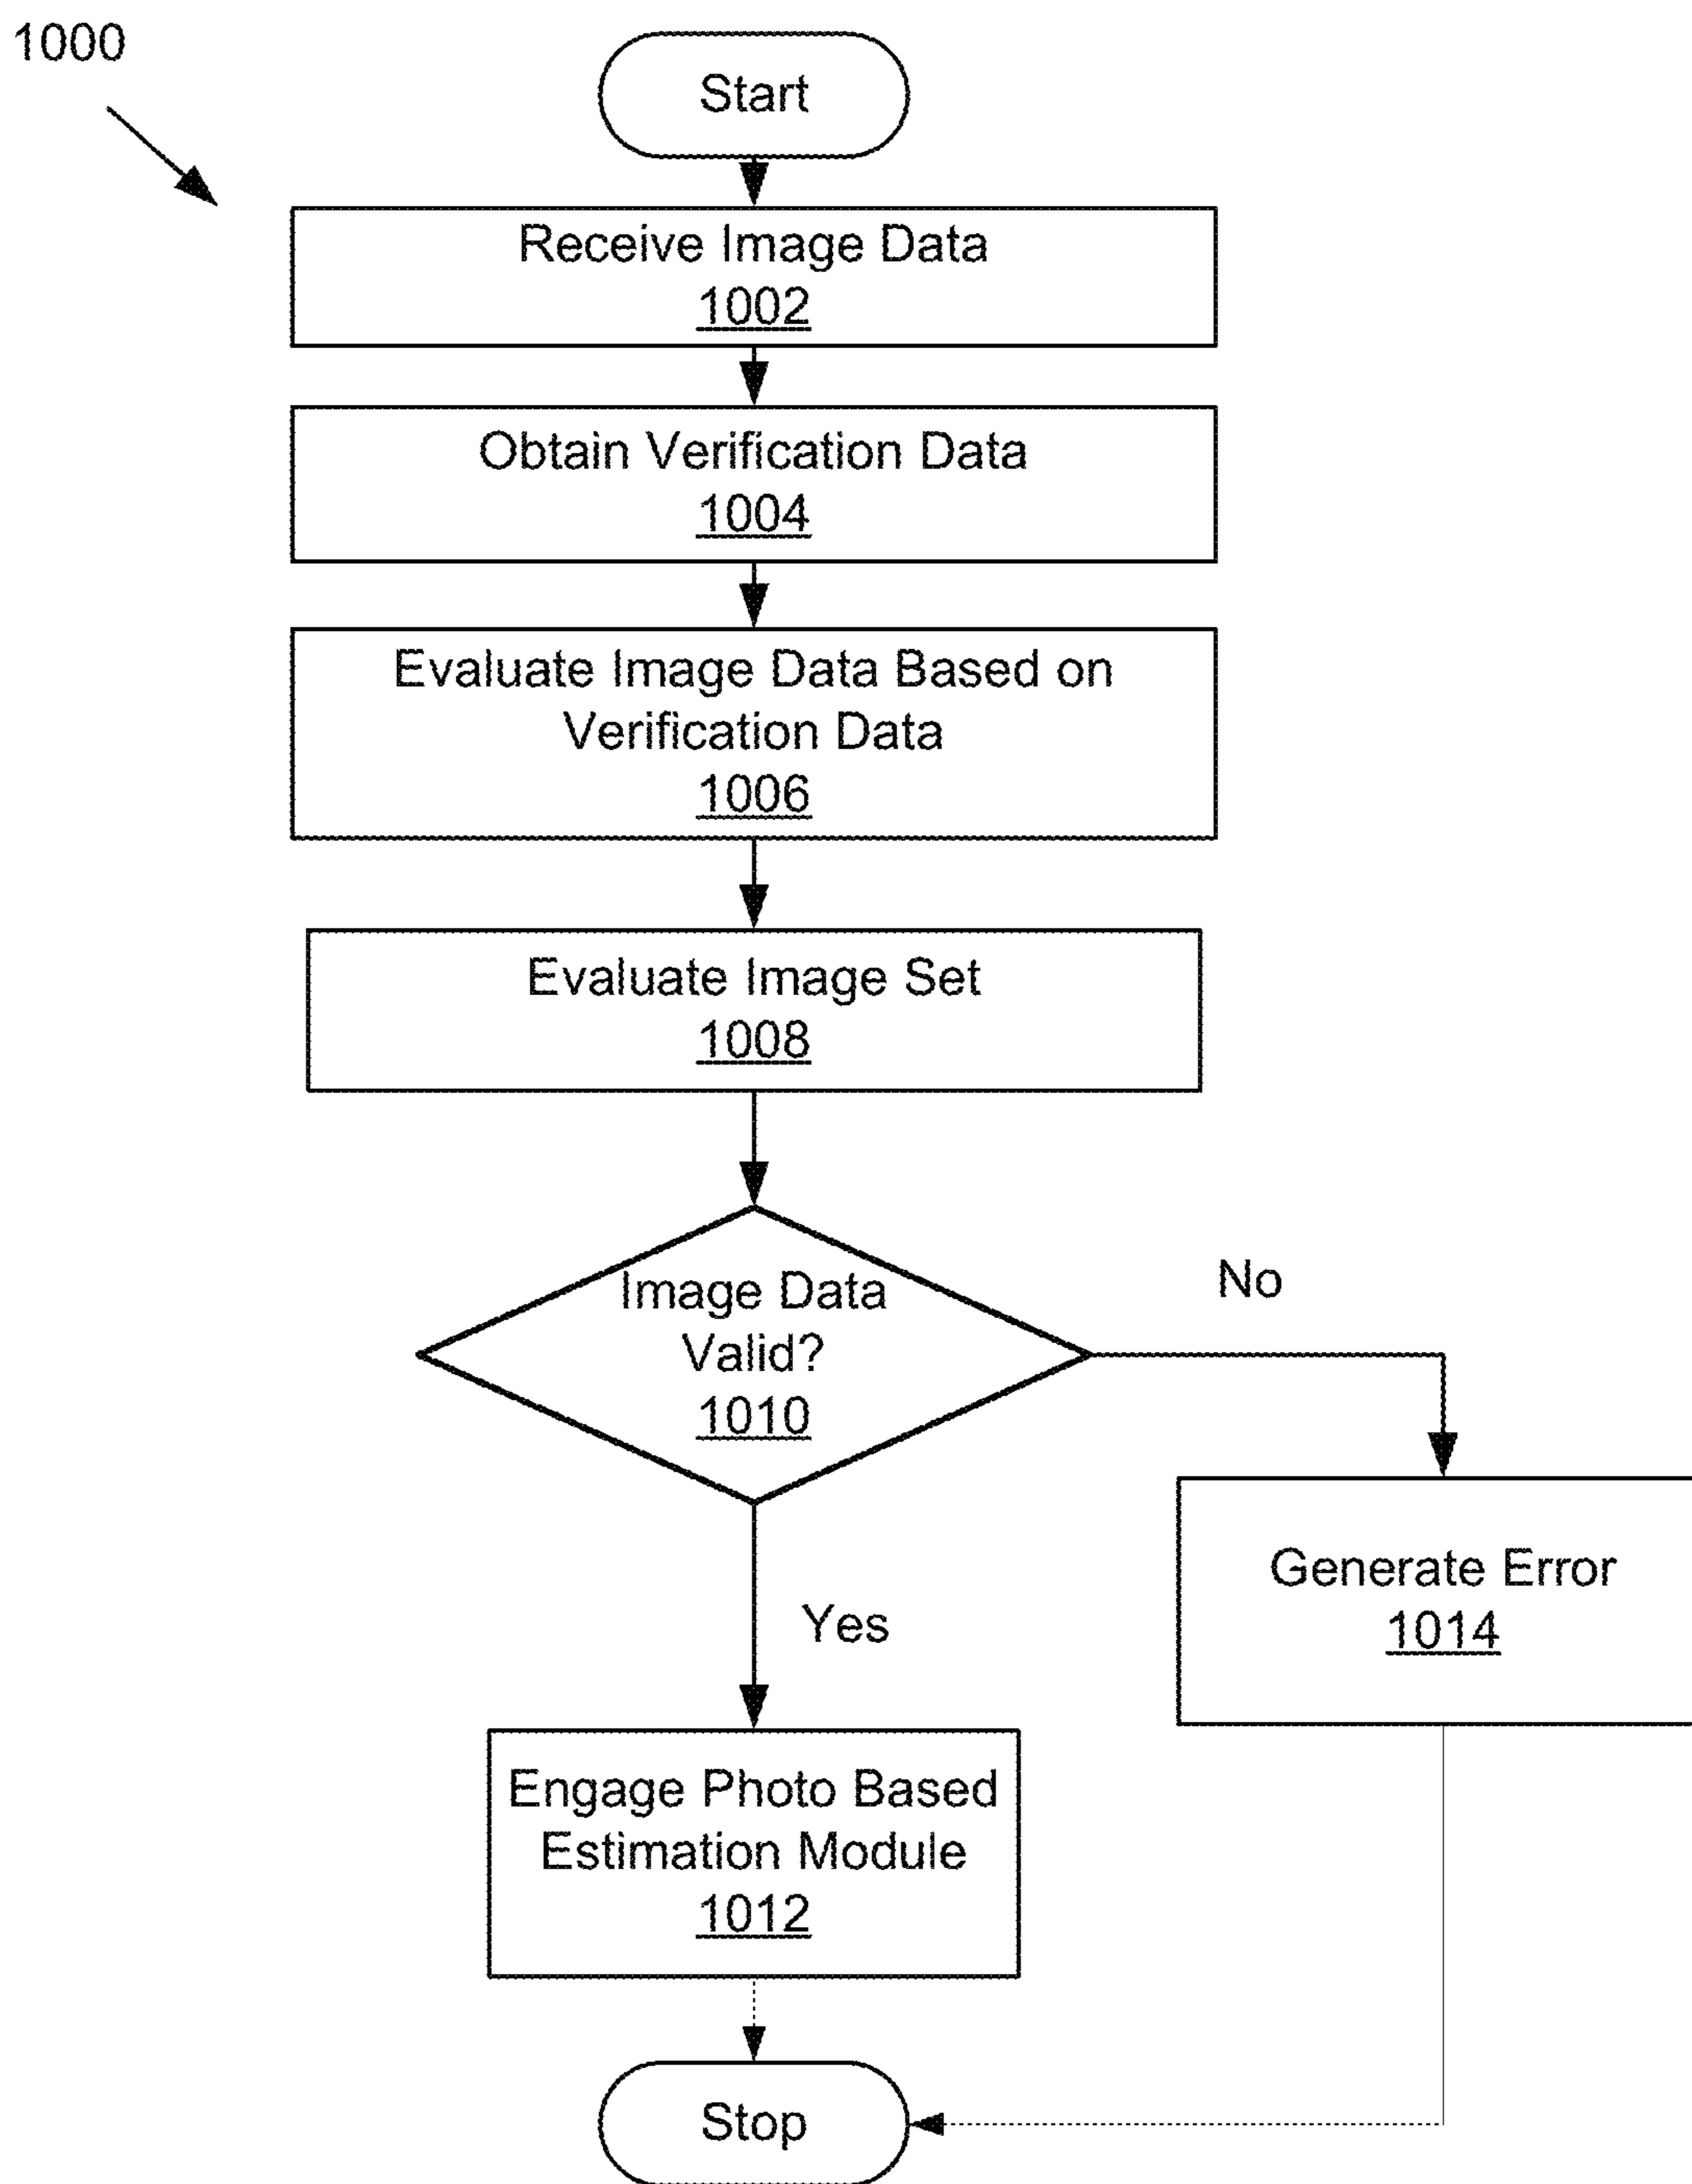 1000
Start
Receive Image Data
1002
Obtain Verification Data
1004
Evaluate Image Data Based on
Verification Data
1006
Evaluate Image Set
1008
Image Data
Valid?
1010
No
Yes
Generate Error
1014
Engage Photo Based
Estimation Module
1012
Stop